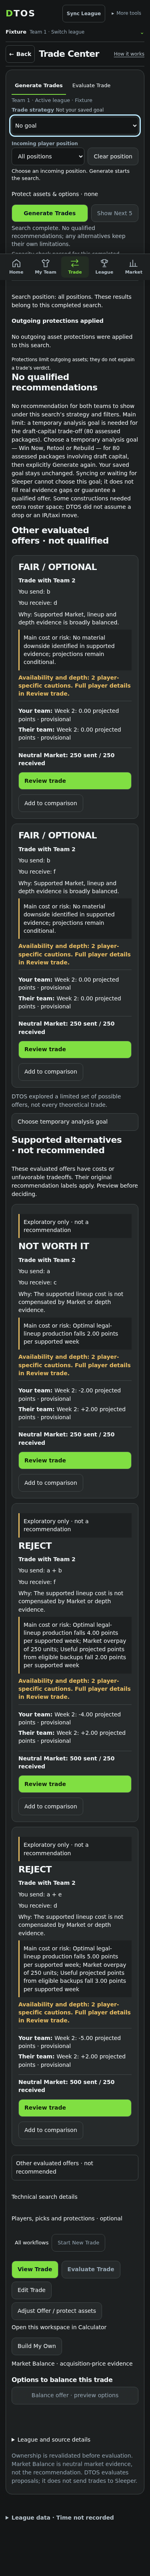 DTOS
Sync League
▸ More tools
Fixture Team 1 · Switch league
← Back
Trade Center
How it works
Generate Trades
Evaluate Trade
Team 1 · Active league · Fixture
Trade strategy Not your saved goal
No goal
Incoming player position
All positions
Clear position
Choose an incoming position. Generate starts
the search.
Protect assets & options · none
Generate Trades
Show Next 5
Search complete. No qualified
recommendations; any alternatives keep
their own limitations.
Home
My Team
Trade
League
Market
Search position: all positions. These results
belong to this completed search.
Outgoing protections applied
No outgoing asset protections were applied
to this search.
Protections limit outgoing assets; they do not explain
a trade's verdict.
No qualified
recommendations
No recommendation for both teams to show
under this search's strategy and filters. Main
limit: a temporary analysis goal is needed for
the draft-capital trade-off (80 assessed
packages). Choose a temporary analysis goal
— Win Now, Retool or Rebuild — for 80
assessed packages involving draft capital,
then explicitly Generate again. Your saved
goal stays unchanged. Syncing or waiting for
Sleeper cannot choose this goal; it does not
fill real evidence gaps or guarantee a
qualified offer. Some constructions needed
extra roster space; DTOS did not assume a
drop or an IR/taxi move.
Other evaluated
offers · not qualified
FAIR / OPTIONAL
Trade with Team 2
You send: b
You receive: d
Why: Supported Market, lineup and
depth evidence is broadly balanced.
Main cost or risk: No material
downside identified in supported
evidence; projections remain
conditional.
Availability and depth: 2 player-
specific cautions. Full player details
in Review trade.
Your team: Week 2: 0.00 projected
points · provisional
Their team: Week 2: 0.00 projected
points · provisional
Neutral Market: 250 sent / 250
received
Review trade
Add to comparison
FAIR / OPTIONAL
Trade with Team 2
You send: b
You receive: f
Why: Supported Market, lineup and
depth evidence is broadly balanced.
Main cost or risk: No material
downside identified in supported
evidence; projections remain
conditional.
Availability and depth: 2 player-
specific cautions. Full player details
in Review trade.
Your team: Week 2: 0.00 projected
points · provisional
Their team: Week 2: 0.00 projected
points · provisional
Neutral Market: 250 sent / 250
received
Review trade
Add to comparison
DTOS explored a limited set of possible
offers, not every theoretical trade.
Choose temporary analysis goal
Supported alternatives
· not recommended
These evaluated offers have costs or
unfavorable tradeoffs. Their original
recommendation labels apply. Preview before
deciding.
Exploratory only · not a
recommendation
NOT WORTH IT
Trade with Team 2
You send: a
You receive: c
Why: The supported lineup cost is not
compensated by Market or depth
evidence.
Main cost or risk: Optimal legal-
lineup production falls 2.00 points
per supported week
Availability and depth: 2 player-
specific cautions. Full player details
in Review trade.
Your team: Week 2: -2.00 projected
points · provisional
Their team: Week 2: +2.00 projected
points · provisional
Neutral Market: 250 sent / 250
received
Review trade
Add to comparison
Exploratory only · not a
recommendation
REJECT
Trade with Team 2
You send: a + b
You receive: f
Why: The supported lineup cost is not
compensated by Market or depth
evidence.
Main cost or risk: Optimal legal-
lineup production falls 4.00 points
per supported week; Market overpay
of 250 units; Useful projected points
from eligible backups fall 2.00 points
per supported week
Availability and depth: 2 player-
specific cautions. Full player details
in Review trade.
Your team: Week 2: -4.00 projected
points · provisional
Their team: Week 2: +2.00 projected
points · provisional
Neutral Market: 500 sent / 250
received
Review trade
Add to comparison
Exploratory only · not a
recommendation
REJECT
Trade with Team 2
You send: a + e
You receive: d
Why: The supported lineup cost is not
compensated by Market or depth
evidence.
Main cost or risk: Optimal legal-
lineup production falls 5.00 points
per supported week; Market overpay
of 250 units; Useful projected points
from eligible backups fall 3.00 points
per supported week
Availability and depth: 2 player-
specific cautions. Full player details
in Review trade.
Your team: Week 2: -5.00 projected
points · provisional
Their team: Week 2: +2.00 projected
points · provisional
Neutral Market: 500 sent / 250
received
Review trade
Add to comparison
Other evaluated offers · not
recommended
Technical search details
Players, picks and protections · optional
All workflows
Start New Trade
View Trade
Evaluate Trade
Edit Trade
Adjust Offer / protect assets
Open this workspace in Calculator
Build My Own
Market Balance · acquisition-price evidence
Options to balance this trade
Balance offer · preview options
▸ League and source details
Ownership is revalidated before evaluation.
Market Balance is neutral market evidence,
not the recommendation. DTOS evaluates
proposals; it does not send trades to Sleeper.
▸ League data · Time not recorded